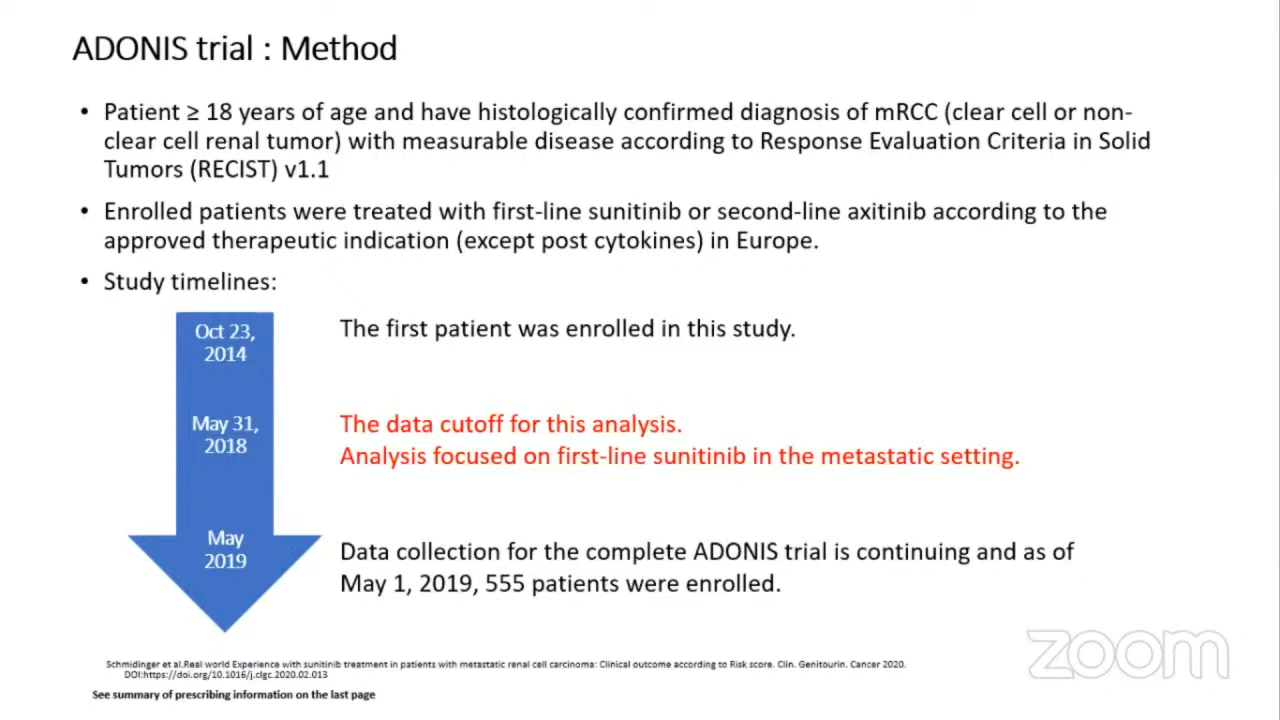 ADONIS trial : Method
• Patient ≥ 18 years of age and have histologically confirmed diagnosis of mRCC (clear cell or non-
clear cell renal tumor) with measurable disease according to Response Evaluation Criteria in Solid
Tumors (RECIST) v1.1
• Enrolled patients were treated with first-line sunitinib or second-line axitinib according to the
approved therapeutic indication (except post cytokines) in Europe.
• Study timelines:
Oct 23,
2014
The first patient was enrolled in this study.
May 31,
2018
The data cutoff for this analysis.
Analysis focused on first-line sunitinib in the metastatic setting.
May
2019
Data collection for the complete ADONIS trial is continuing and as of
May 1, 2019, 555 patients were enrolled.
Schmidinger et al.Real world Experience with sunitinib treatment in patients with metastatic renal cell carcinoma: Clinical outcome according to Risk score. Clin. Genitourin. Cancer 2020.
DOI:https://doi.org/10.1016/j.clgc.2020.02.013
See summary of prescribing information on the last page
zoom